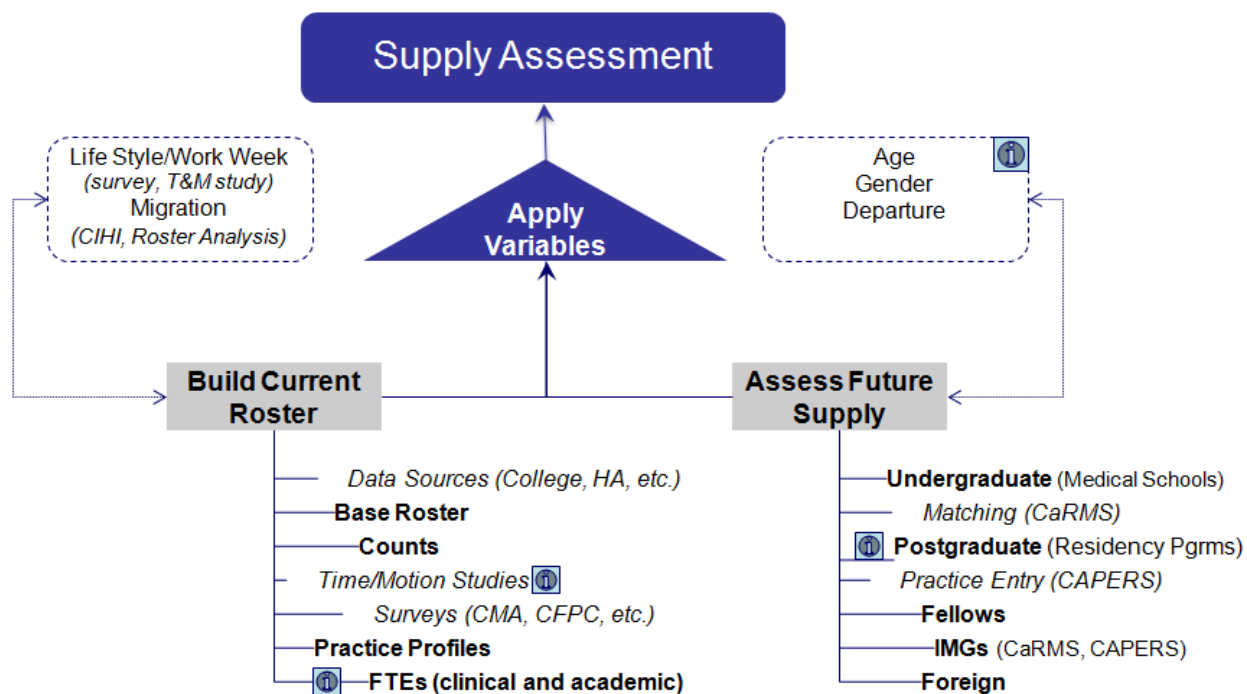 Supply Assessment
Life Style/Work Week
(survey, T&M study)
Migration
(CIHI, Roster Analysis)
Age
Gender
Departure
Apply
Variables
Build Current
Roster
Assess Future
Supply
Data Sources (College, HA, etc.)
Base Roster
Counts
Time/Motion Studies
Surveys (CMA, CFPC, etc.)
Practice Profiles
FTEs (clinical and academic)
Undergraduate (Medical Schools)
Matching (CaRMS)
Postgraduate (Residency Pgrms)
Practice Entry (CAPERS)
Fellows
IMGs (CaRMS, CAPERS)
Foreign